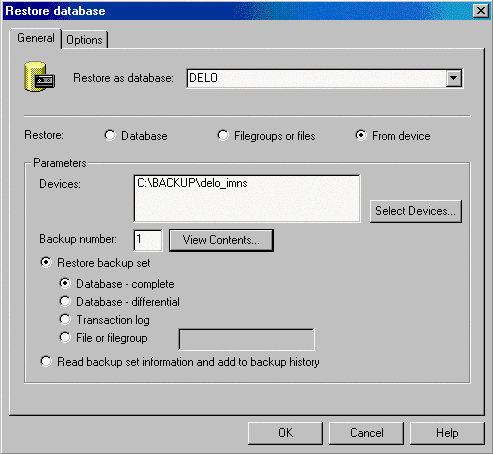 Restore database
General Options
Restore as database: DELO
Restore: Database Filegroups or files From device
Parameters
Devices: C:\BACKUP\delo_imns
Select Devices...
Backup number: 1 View Contents...
Restore backup set
Database - complete
Database - differential
Transaction log
File or filegroup
Read backup set information and add to backup history
OK Cancel Help